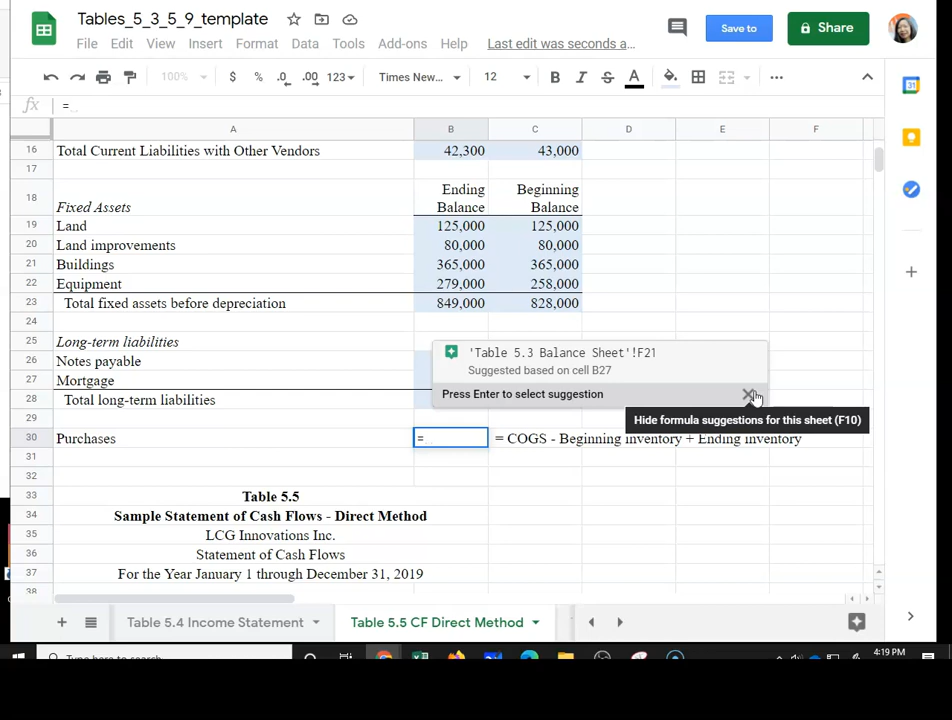 Tables_5_3_5_9_template
File Edit View Insert Format Data Tools Add-ons Help Last edit was seconds a...
Save to
Share
100% $ % .0 .00 123 Times New... 12 B I S A
fx =
A B C D E F
16 Total Current Liabilities with Other Vendors 42,300 43,000
17
Ending Beginning
18 Fixed Assets Balance Balance
19 Land 125,000 125,000
20 Land improvements 80,000 80,000
21 Buildings 365,000 365,000
22 Equipment 279,000 258,000
23 Total fixed assets before depreciation 849,000 828,000
24
25 Long-term liabilities
26 Notes payable
27 Mortgage
28 Total long-term liabilities
'Table 5.3 Balance Sheet'!F21
Suggested based on cell B27
Press Enter to select suggestion
Hide formula suggestions for this sheet (F10)
29
30 Purchases = = COGS - Beginning inventory + Ending inventory
31
32
33 Table 5.5
34 Sample Statement of Cash Flows - Direct Method
35 LCG Innovations Inc.
36 Statement of Cash Flows
37 For the Year January 1 through December 31, 2019
38
Table 5.4 Income Statement Table 5.5 CF Direct Method
Type here to search
4:19 PM
31